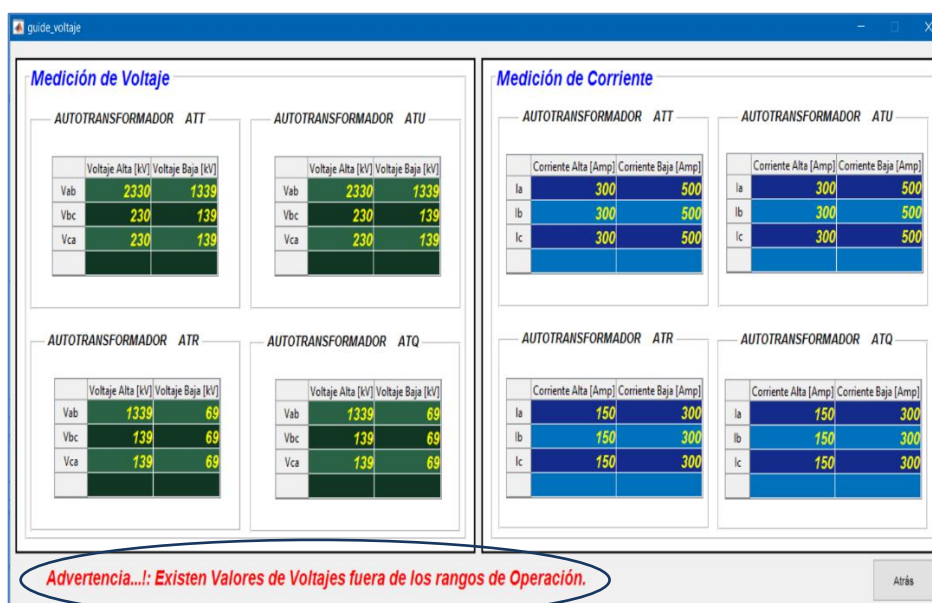 guide_voltaje
Medición de Voltaje
AUTOTRANSFORMADOR ATT
Voltaje Alta [kV] Voltaje Baja [kV]
Vab 2330 1339
Vbc 230 139
Vca 230 139
AUTOTRANSFORMADOR ATU
Voltaje Alta [kV] Voltaje Baja [kV]
Vab 2330 1339
Vbc 230 139
Vca 230 139
AUTOTRANSFORMADOR ATR
Voltaje Alta [kV] Voltaje Baja [kV]
Vab 1339 69
Vbc 139 69
Vca 139 69
AUTOTRANSFORMADOR ATQ
Voltaje Alta [kV] Voltaje Baja [kV]
Vab 1339 69
Vbc 139 69
Vca 139 69
Medición de Corriente
AUTOTRANSFORMADOR ATT
Corriente Alta [Amp] Corriente Baja [Amp]
Ia 300 500
Ib 300 500
Ic 300 500
AUTOTRANSFORMADOR ATU
Corriente Alta [Amp] Corriente Baja [Amp]
Ia 300 500
Ib 300 500
Ic 300 500
AUTOTRANSFORMADOR ATR
Corriente Alta [Amp] Corriente Baja [Amp]
Ia 150 300
Ib 150 300
Ic 150 300
AUTOTRANSFORMADOR ATQ
Corriente Alta [Amp] Corriente Baja [Amp]
Ia 150 300
Ib 150 300
Ic 150 300
Advertencia...!: Existen Valores de Voltajes fuera de los rangos de Operación.
Atrás